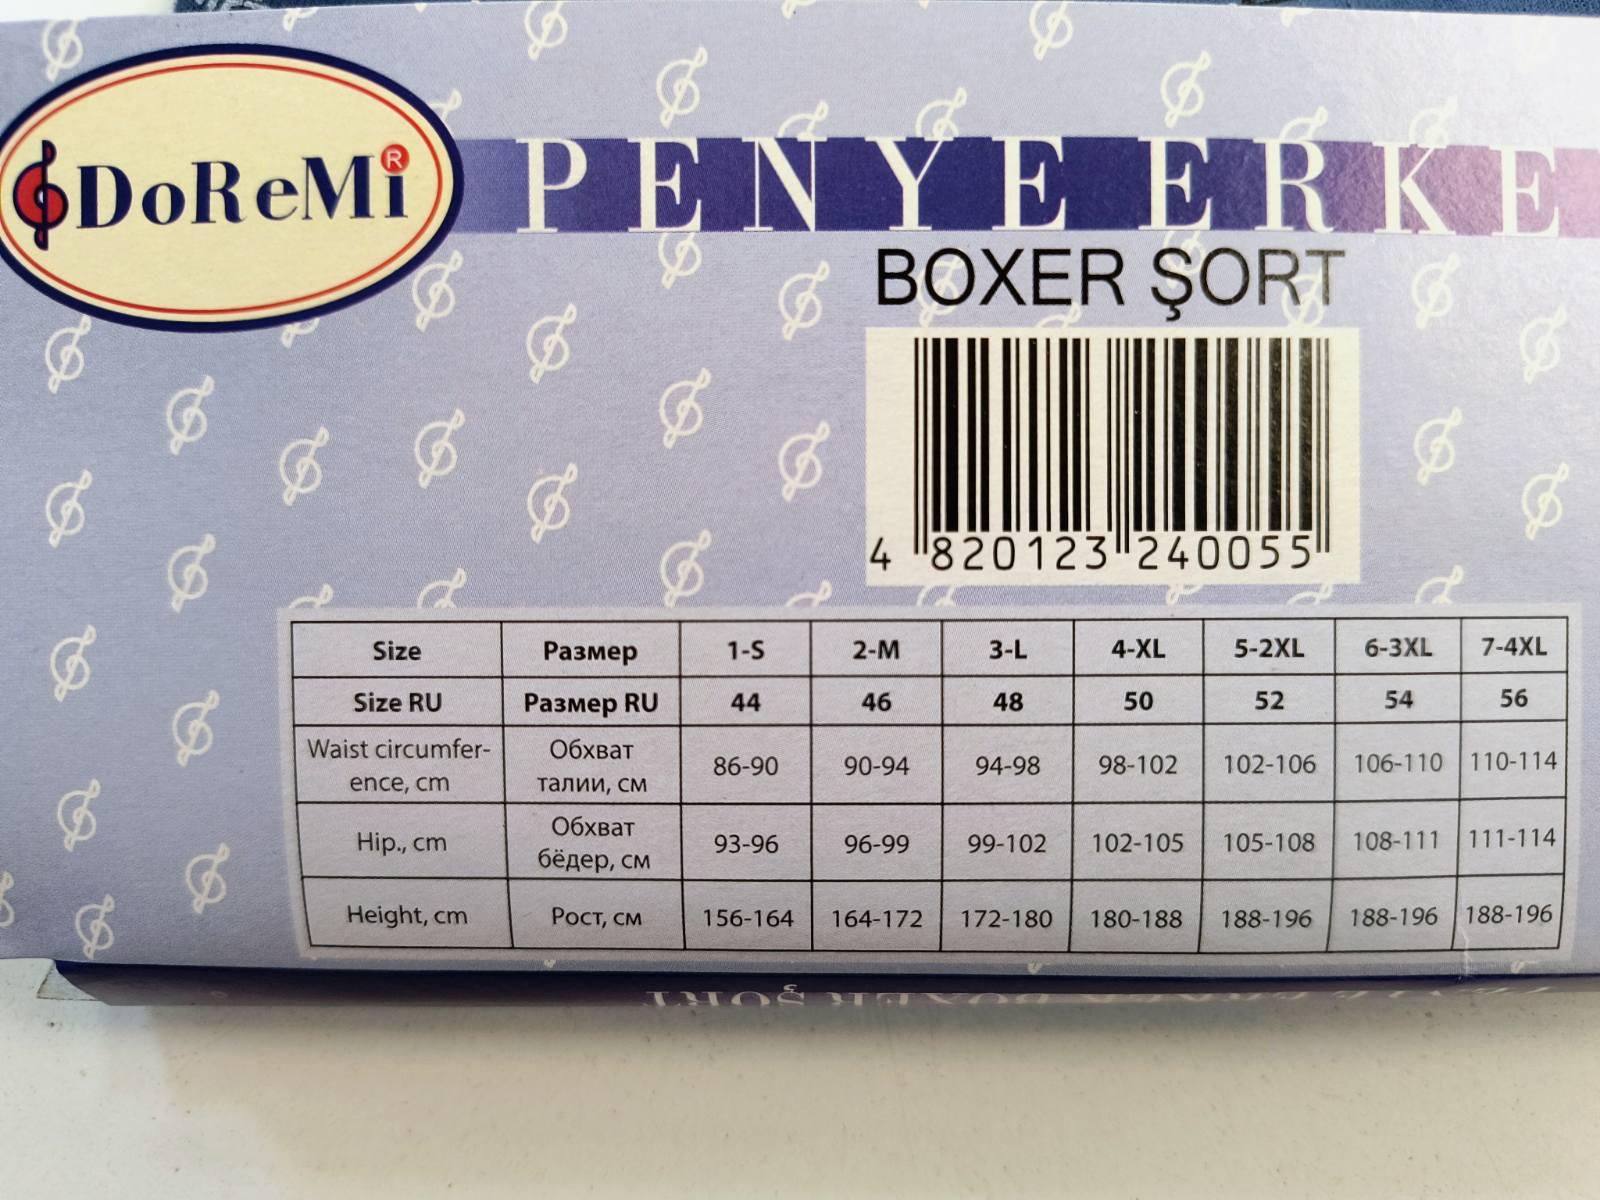 DoReMi®
PENYE ERKE
BOXER ŞORT
4 820123 240055
Size Размер 1-S 2-M 3-L 4-XL 5-2XL 6-3XL 7-4XL
Size RU Размер RU 44 46 48 50 52 54 56
Waist circumfer- Обхват
ence, cm талии, см 86-90 90-94 94-98 98-102 102-106 106-110 110-114
Hip., cm Обхват
бёдер, см 93-96 96-99 99-102 102-105 105-108 108-111 111-114
Height, cm Рост, см 156-164 164-172 172-180 180-188 188-196 188-196 188-196
BOXER ŞORT